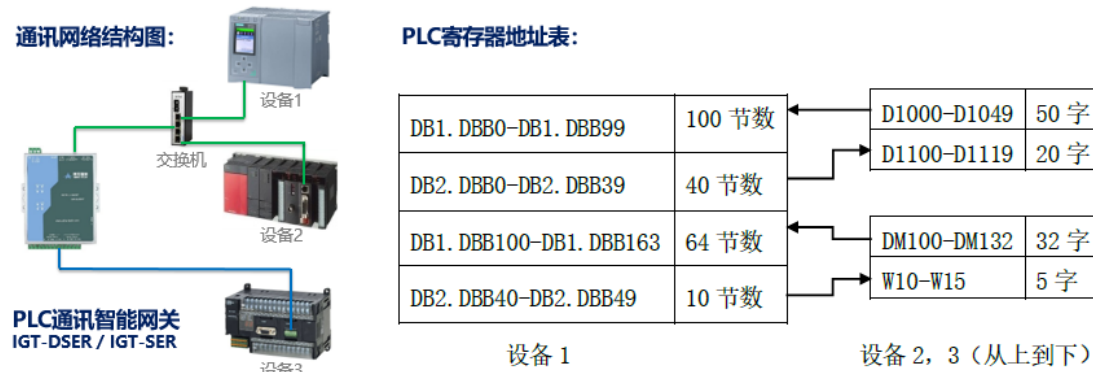 通讯网络结构图:
设备1
交换机
设备2
PLC通讯智能网关
IGT-DSER / IGT-SER
设备3
PLC寄存器地址表:
DB1. DBB0-DB1. DBB99 100 节数
DB2. DBB0-DB2. DBB39 40 节数
DB1. DBB100-DB1. DBB163 64 节数
DB2. DBB40-DB2. DBB49 10 节数
设备 1
D1000-D1049 50 字
D1100-D1119 20 字
DM100-DM132 32 字
W10-W15 5 字
设备 2, 3（从上到下）